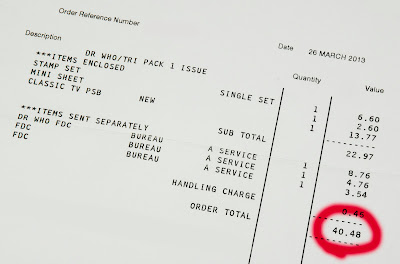 Order Reference Number
Date 26 MARCH 2013
Description Quantity Value
DR WHO/TRI PACK 1 ISSUE
***ITEMS ENCLOSED
STAMP SET SINGLE SET 1 6.60
MINI SHEET 1 2.60
CLASSIC TV PSB NEW 1 13.77
SUB TOTAL 22.97
***ITEMS SENT SEPARATELY
DR WHO FDC BUREAU A SERVICE 1 8.76
FDC BUREAU A SERVICE 1 4.76
FDC BUREAU A SERVICE 3.54
HANDLING CHARGE 0.45
ORDER TOTAL 40.48